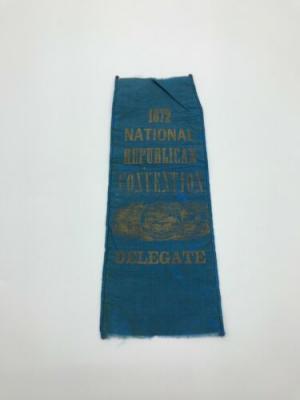 1872
NATIONAL
REPUBLICAN
CONVENTION
DELEGATE